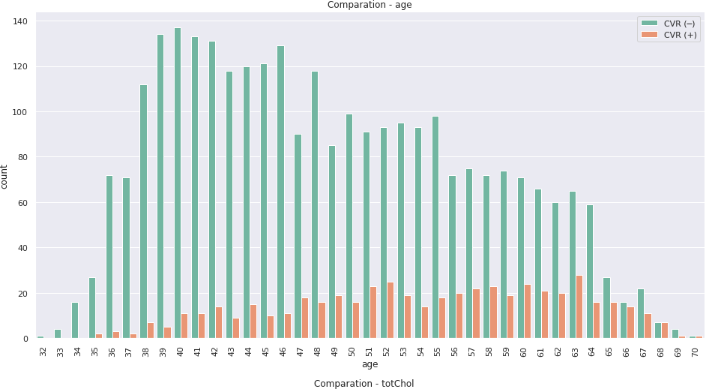 Comparation - age
CVR (−)
CVR (+)
140
120
100
80
60
40
20
0
count
32 33 34 35 36 37 38 39 40 41 42 43 44 45 46 47 48 49 50 51 52 53 54 55 56 57 58 59 60 61 62 63 64 65 66 67 68 69 70
age
Comparation - totChol